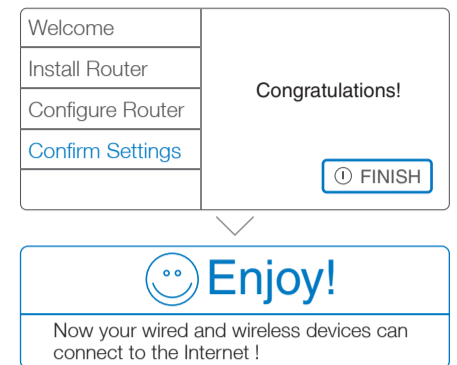 Welcome
Install Router
Configure Router
Confirm Settings
Congratulations!
FINISH
Enjoy!
Now your wired and wireless devices can
connect to the Internet !